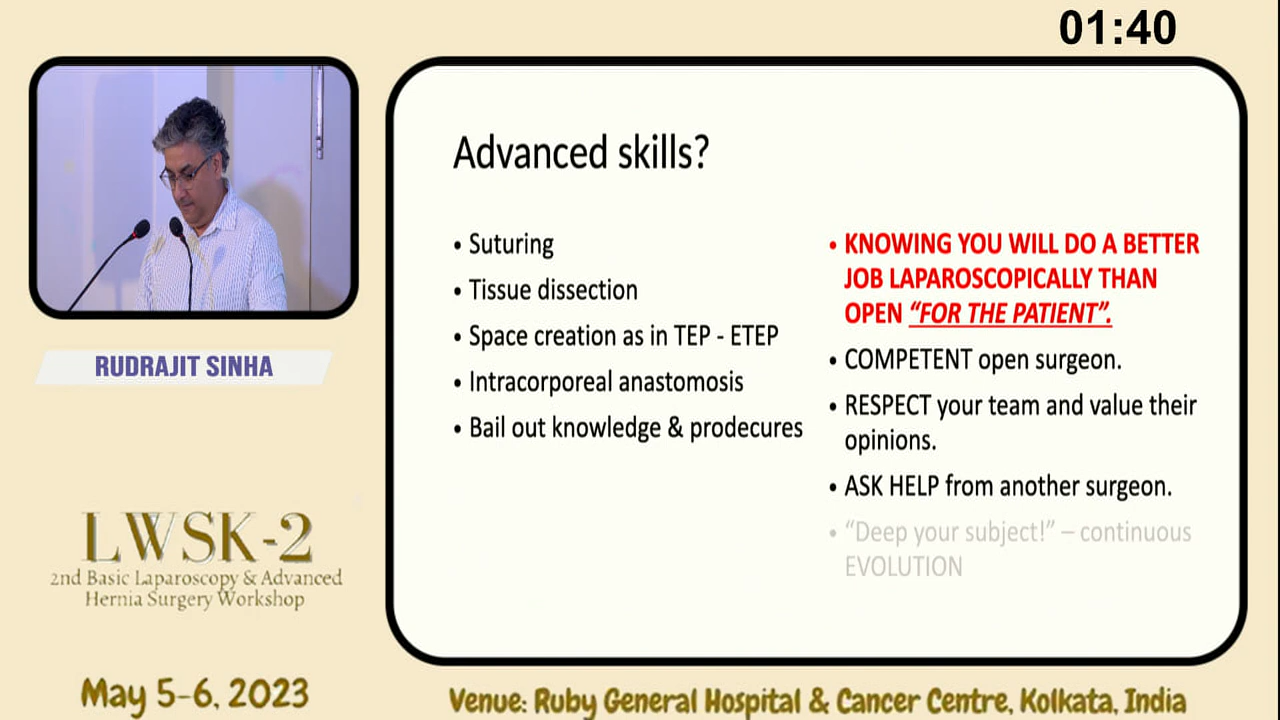 01:40
Advanced skills?
• Suturing
• Tissue dissection
• Space creation as in TEP - ETEP
• Intracorporeal anastomosis
• Bail out knowledge & prodecures
• KNOWING YOU WILL DO A BETTER
JOB LAPAROSCOPICALLY THAN
OPEN “FOR THE PATIENT”.
• COMPETENT open surgeon.
• RESPECT your team and value their
opinions.
• ASK HELP from another surgeon.
• “Deep your subject!” – continuous
EVOLUTION
RUDRAJIT SINHA
LWSK-2
2nd Basic Laparoscopy & Advanced
Hernia Surgery Workshop
May 5-6, 2023
Venue: Ruby General Hospital & Cancer Centre, Kolkata, India